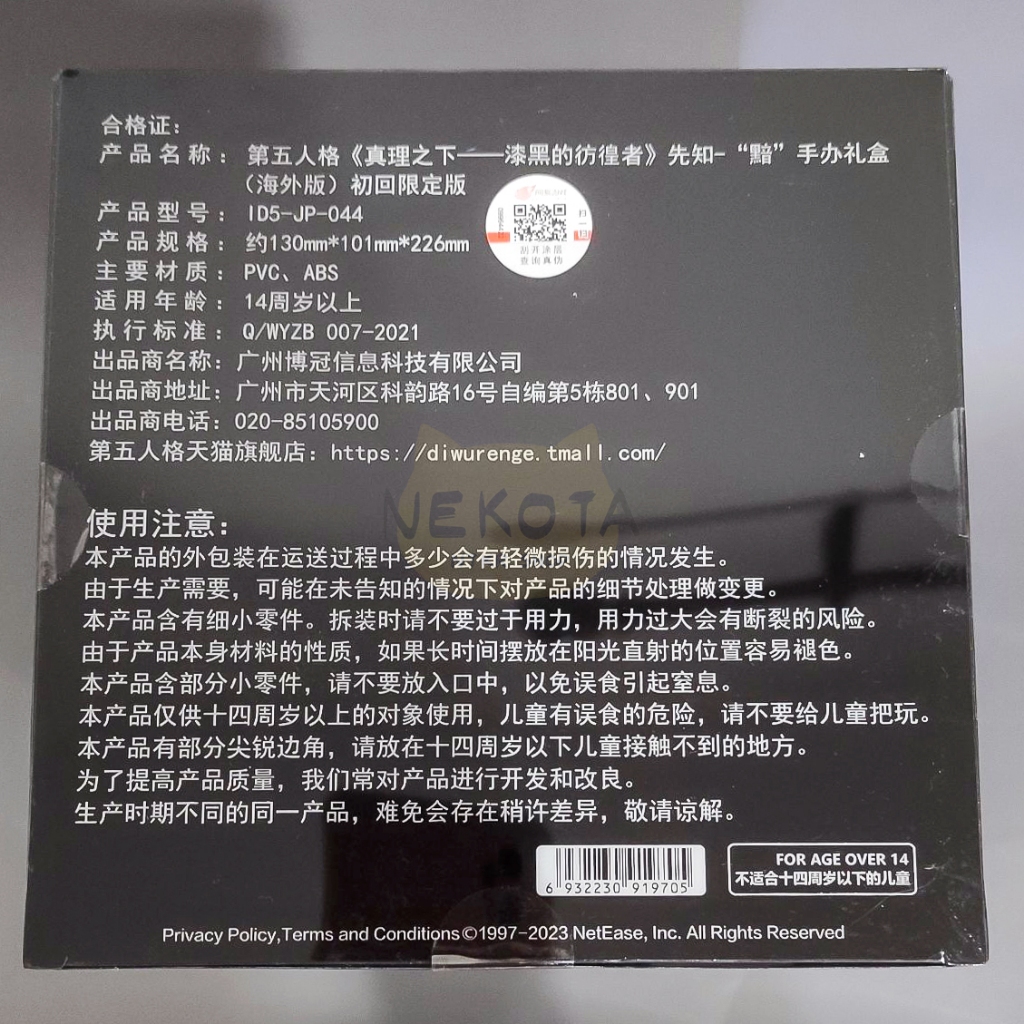 合格证：
产品名称：第五人格《真理之下——漆黑的彷徨者》先知-“黯”手办礼盒
（海外版）初回限定版
产品型号：ID5-JP-044
产品规格：约130mm*101mm*226mm
主要材质：PVC、ABS
适用年龄：14周岁以上
执行标准：Q/WYZB 007-2021
出品商名称：广州博冠信息科技有限公司
出品商地址：广州市天河区科韵路16号自编第5栋801、901
出品商电话：020-85105900
第五人格天猫旗舰店：https://diwurenge.tmall.com/
刮开涂层
查询真伪
NEKOTA
使用注意：
本产品的外包装在运送过程中多少会有轻微损伤的情况发生。
由于生产需要，可能在未告知的情况下对产品的细节处理做变更。
本产品含有细小零件。拆装时请不要过于用力，用力过大会有断裂的风险。
由于产品本身材料的性质，如果长时间摆放在阳光直射的位置容易褪色。
本产品含部分小零件，请不要放入口中，以免误食引起窒息。
本产品仅供十四周岁以上的对象使用，儿童有误食的危险，请不要给儿童把玩。
本产品有部分尖锐边角，请放在十四周岁以下儿童接触不到的地方。
为了提高产品质量，我们常对产品进行开发和改良。
生产时期不同的同一产品，难免会存在稍许差异，敬请谅解。
6 932230 919705
FOR AGE OVER 14
不适合十四周岁以下的儿童
Privacy Policy,Terms and Conditions©1997-2023 NetEase, Inc. All Rights Reserved